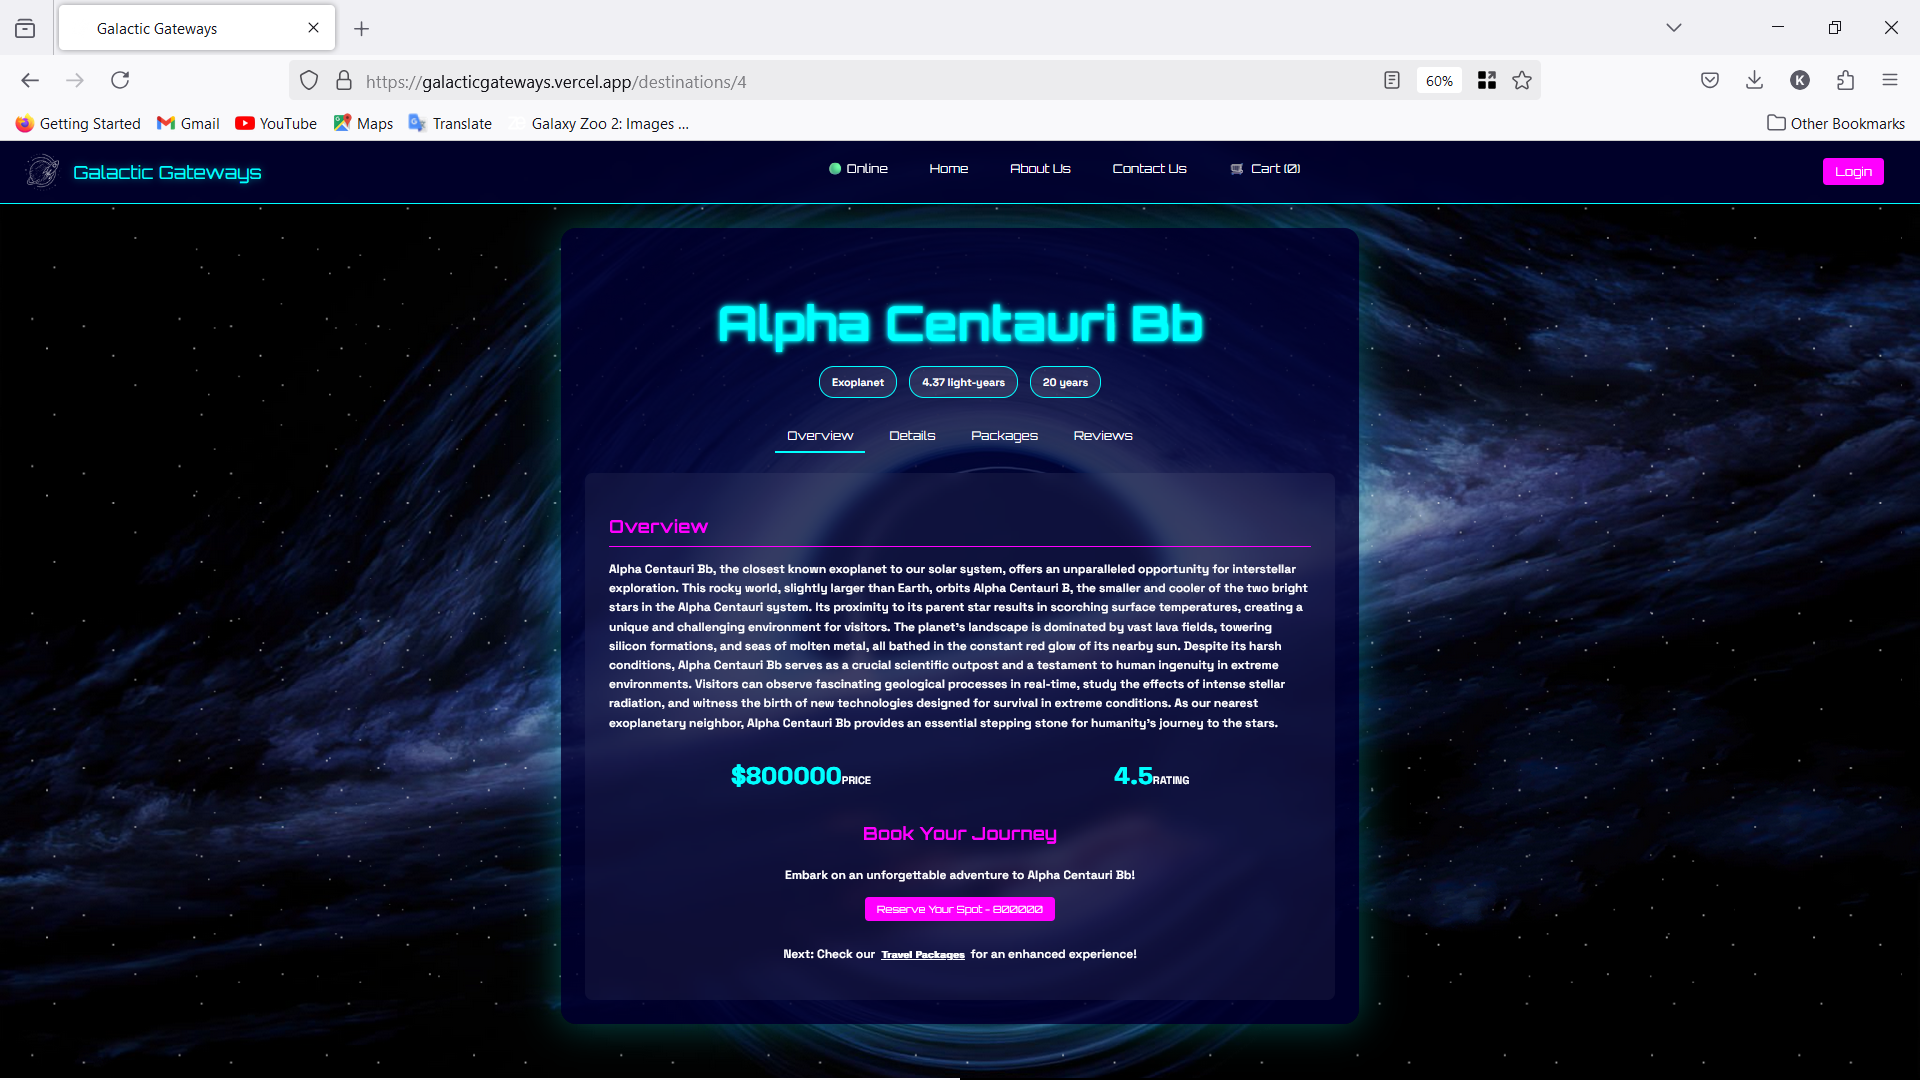 Galactic Gateways
https://galacticgateways.vercel.app/destinations/4
60%
K
Getting Started
Gmail
YouTube
Maps
Translate
Galaxy Zoo 2: Images ...
Other Bookmarks
Galactic Gateways
Online
Home
About Us
Contact Us
Cart (0)
Login
Alpha Centauri Bb
Exoplanet
4.37 light-years
20 years
Overview
Details
Packages
Reviews
Overview
Alpha Centauri Bb, the closest known exoplanet to our solar system, offers an unparalleled opportunity for interstellar
exploration. This rocky world, slightly larger than Earth, orbits Alpha Centauri B, the smaller and cooler of the two bright
stars in the Alpha Centauri system. Its proximity to its parent star results in scorching surface temperatures, creating a
unique and challenging environment for visitors. The planet's landscape is dominated by vast lava fields, towering
silicon formations, and seas of molten metal, all bathed in the constant red glow of its nearby sun. Despite its harsh
conditions, Alpha Centauri Bb serves as a crucial scientific outpost and a testament to human ingenuity in extreme
environments. Visitors can observe fascinating geological processes in real-time, study the effects of intense stellar
radiation, and witness the birth of new technologies designed for survival in extreme conditions. As our nearest
exoplanetary neighbor, Alpha Centauri Bb provides an essential stepping stone for humanity's journey to the stars.
$800000PRICE
4.5RATING
Book Your Journey
Embark on an unforgettable adventure to Alpha Centauri Bb!
Reserve Your Spot - 800000
Next: Check our Travel Packages for an enhanced experience!